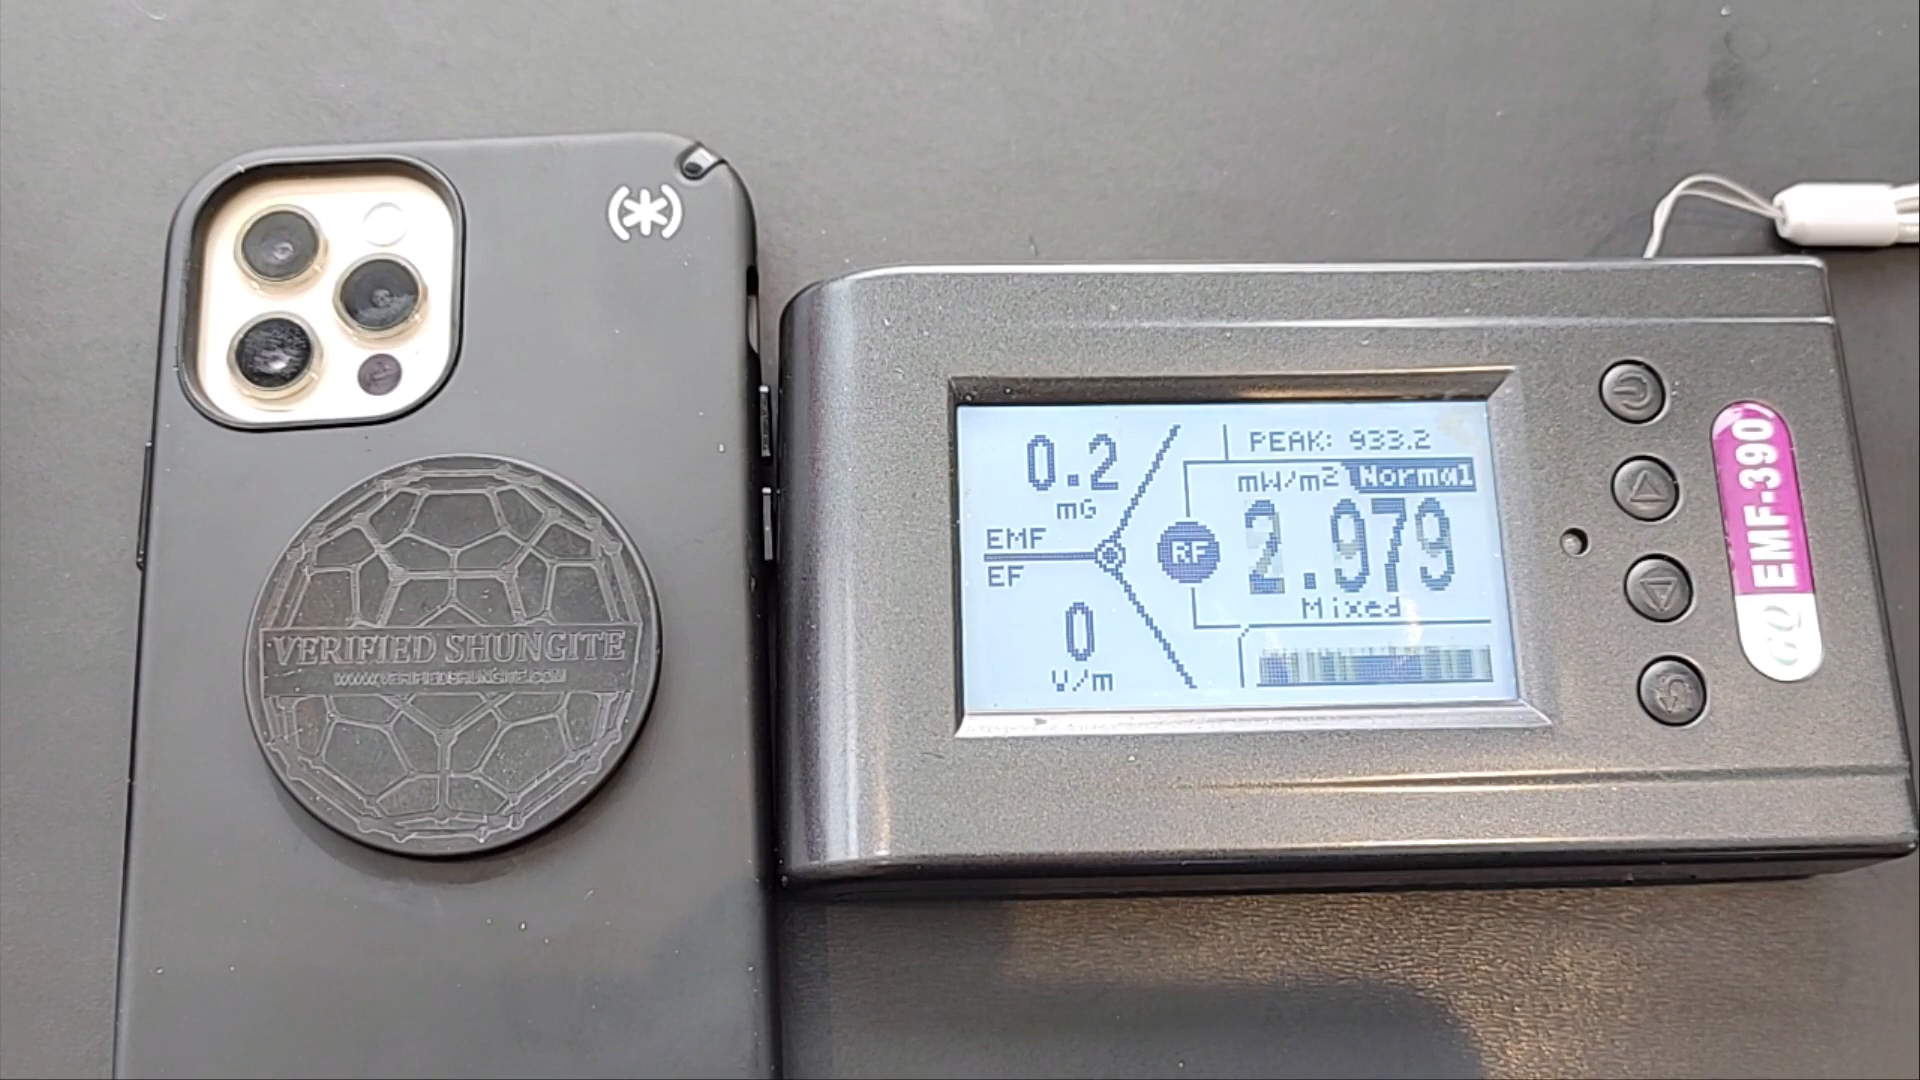 VERIFIED SHUNGITE
WWW.VERIFIEDSHUNGITE.COM
0.2
mG
EMF
EF
0
V/m
PEAK: 933.2
mW/m² Normal
RF
2.979
Mixed
GQ EMF-390